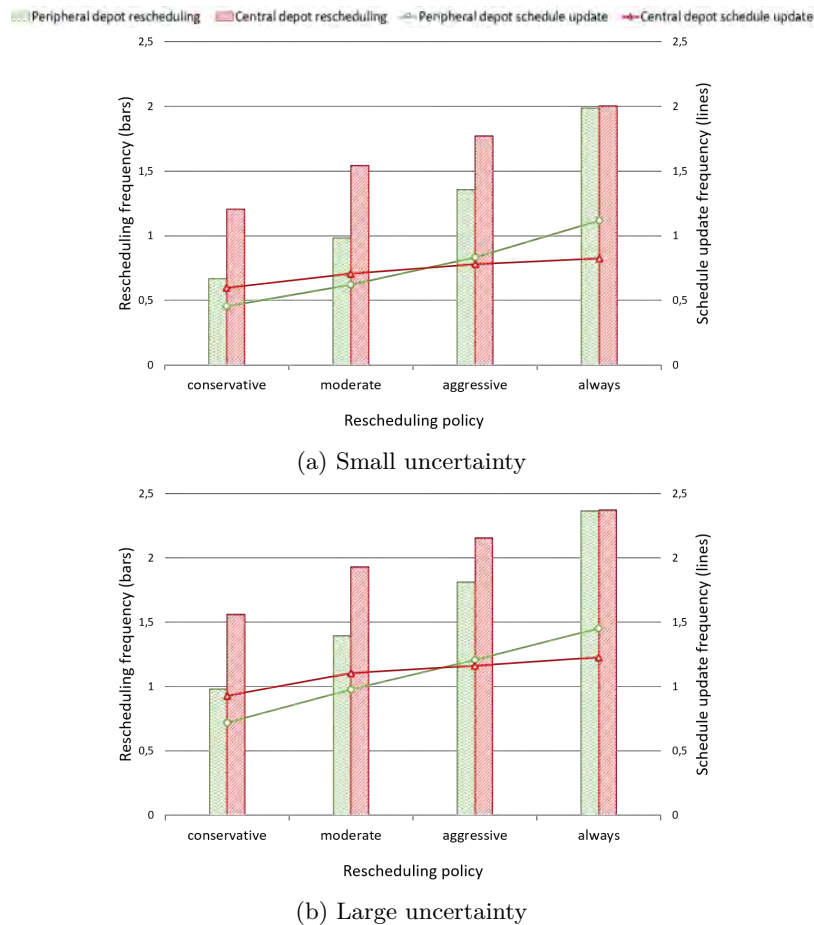 Peripheral depot rescheduling Central depot rescheduling Peripheral depot schedule update Central depot schedule update
2,5 2,5
2 2
1,5 1,5
1 1
0,5 0,5
0 0
Rescheduling frequency (bars)
Schedule update frequency (lines)
conservative moderate aggressive always
Rescheduling policy
(a) Small uncertainty
2,5 2,5
2 2
1,5 1,5
1 1
0,5 0,5
0 0
Rescheduling frequency (bars)
Schedule update frequency (lines)
conservative moderate aggressive always
Rescheduling policy
(b) Large uncertainty